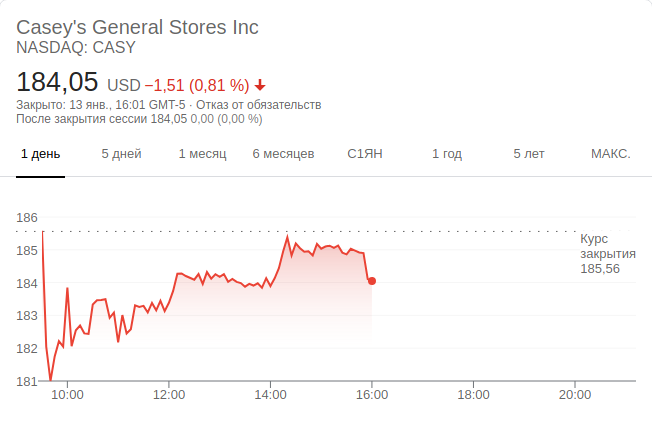 Casey's General Stores Inc
NASDAQ: CASY
184,05 USD −1,51 (0,81 %)
Закрыто: 13 янв., 16:01 GMT-5 · Отказ от обязательств
После закрытия сессии 184,05 0,00 (0,00 %)
1 день 5 дней 1 месяц 6 месяцев С1ЯН 1 год 5 лет МАКС.
186
Курс
закрытия
185,56
185
184
183
182
181
10:00 12:00 14:00 16:00 18:00 20:00